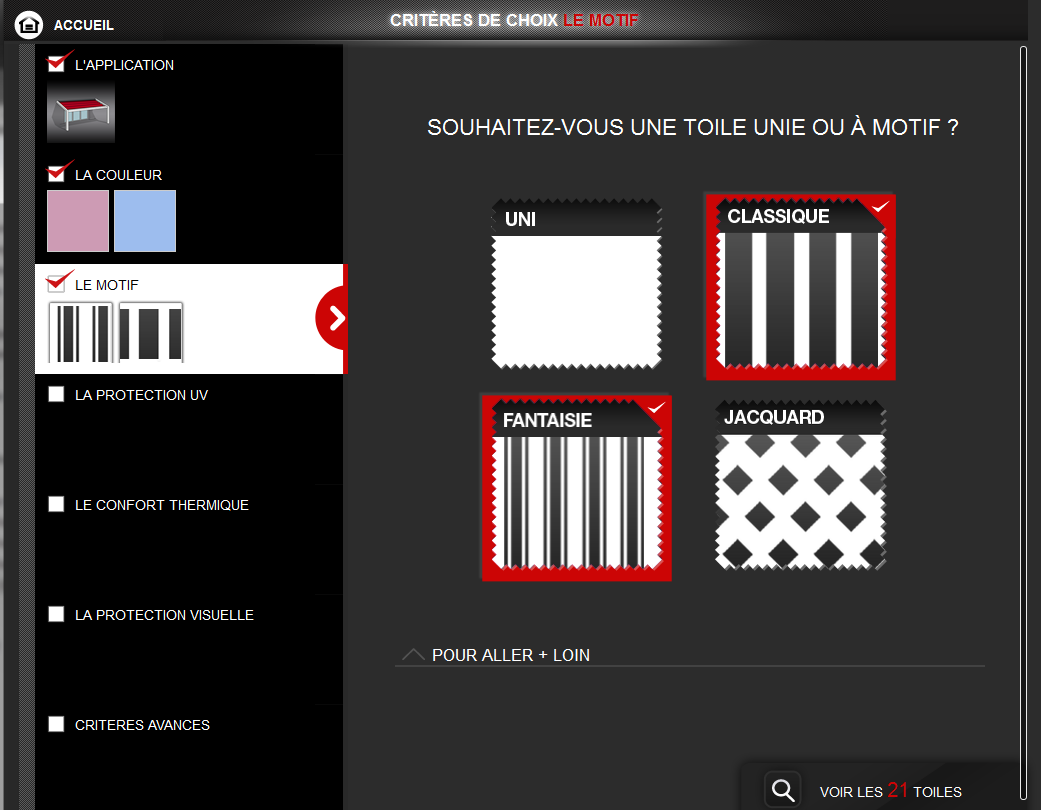 ACCUEIL
CRITÈRES DE CHOIX LE MOTIF
L'APPLICATION
LA COULEUR
LE MOTIF
LA PROTECTION UV
LE CONFORT THERMIQUE
LA PROTECTION VISUELLE
CRITERES AVANCES
SOUHAITEZ-VOUS UNE TOILE UNIE OU À MOTIF ?
UNI
CLASSIQUE
FANTAISIE
JACQUARD
POUR ALLER + LOIN
VOIR LES 21 TOILES